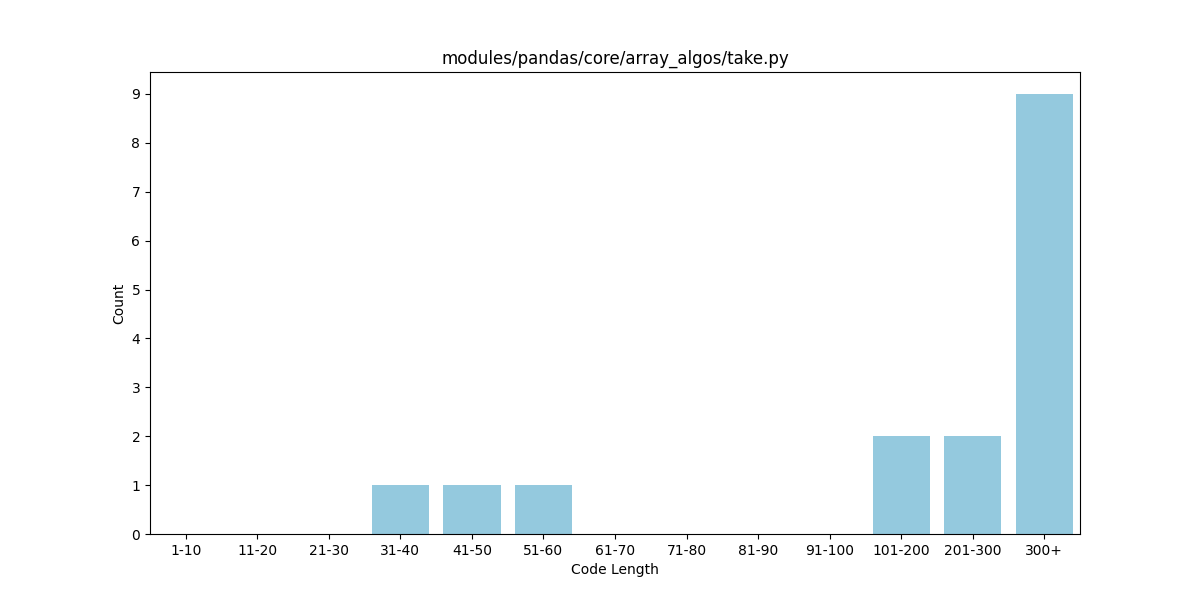 modules/pandas/core/array_algos/take.py
9
8
7
6
5
4
3
2
1
0
Count
1-10 11-20 21-30 31-40 41-50 51-60 61-70 71-80 81-90 91-100 101-200 201-300 300+
Code Length